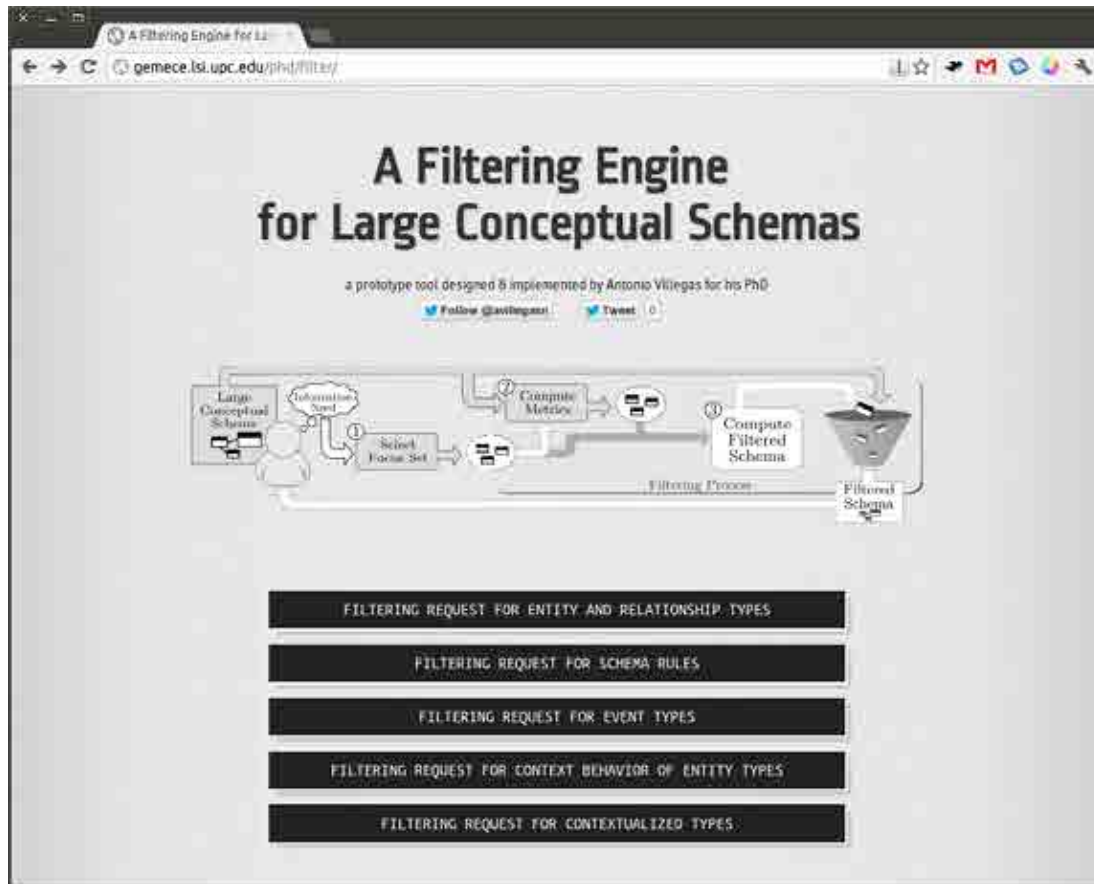 A Filtering Engine for La
gemece.lsi.upc.edu/phd/filter/
A Filtering Engine
for Large Conceptual Schemas
a prototype tool designed & implemented by Antonio Villegas for his PhD
Follow
Tweet 0
Large
Conceptual
Schema
Information
Need
1
Select
Focus Set
2
Compute
Metrics
3
Compute
Filtered
Schema
Filtering Process
Filtered
Schema
FILTERING REQUEST FOR ENTITY AND RELATIONSHIP TYPES
FILTERING REQUEST FOR SCHEMA RULES
FILTERING REQUEST FOR EVENT TYPES
FILTERING REQUEST FOR CONTEXT BEHAVIOR OF ENTITY TYPES
FILTERING REQUEST FOR CONTEXTUALIZED TYPES